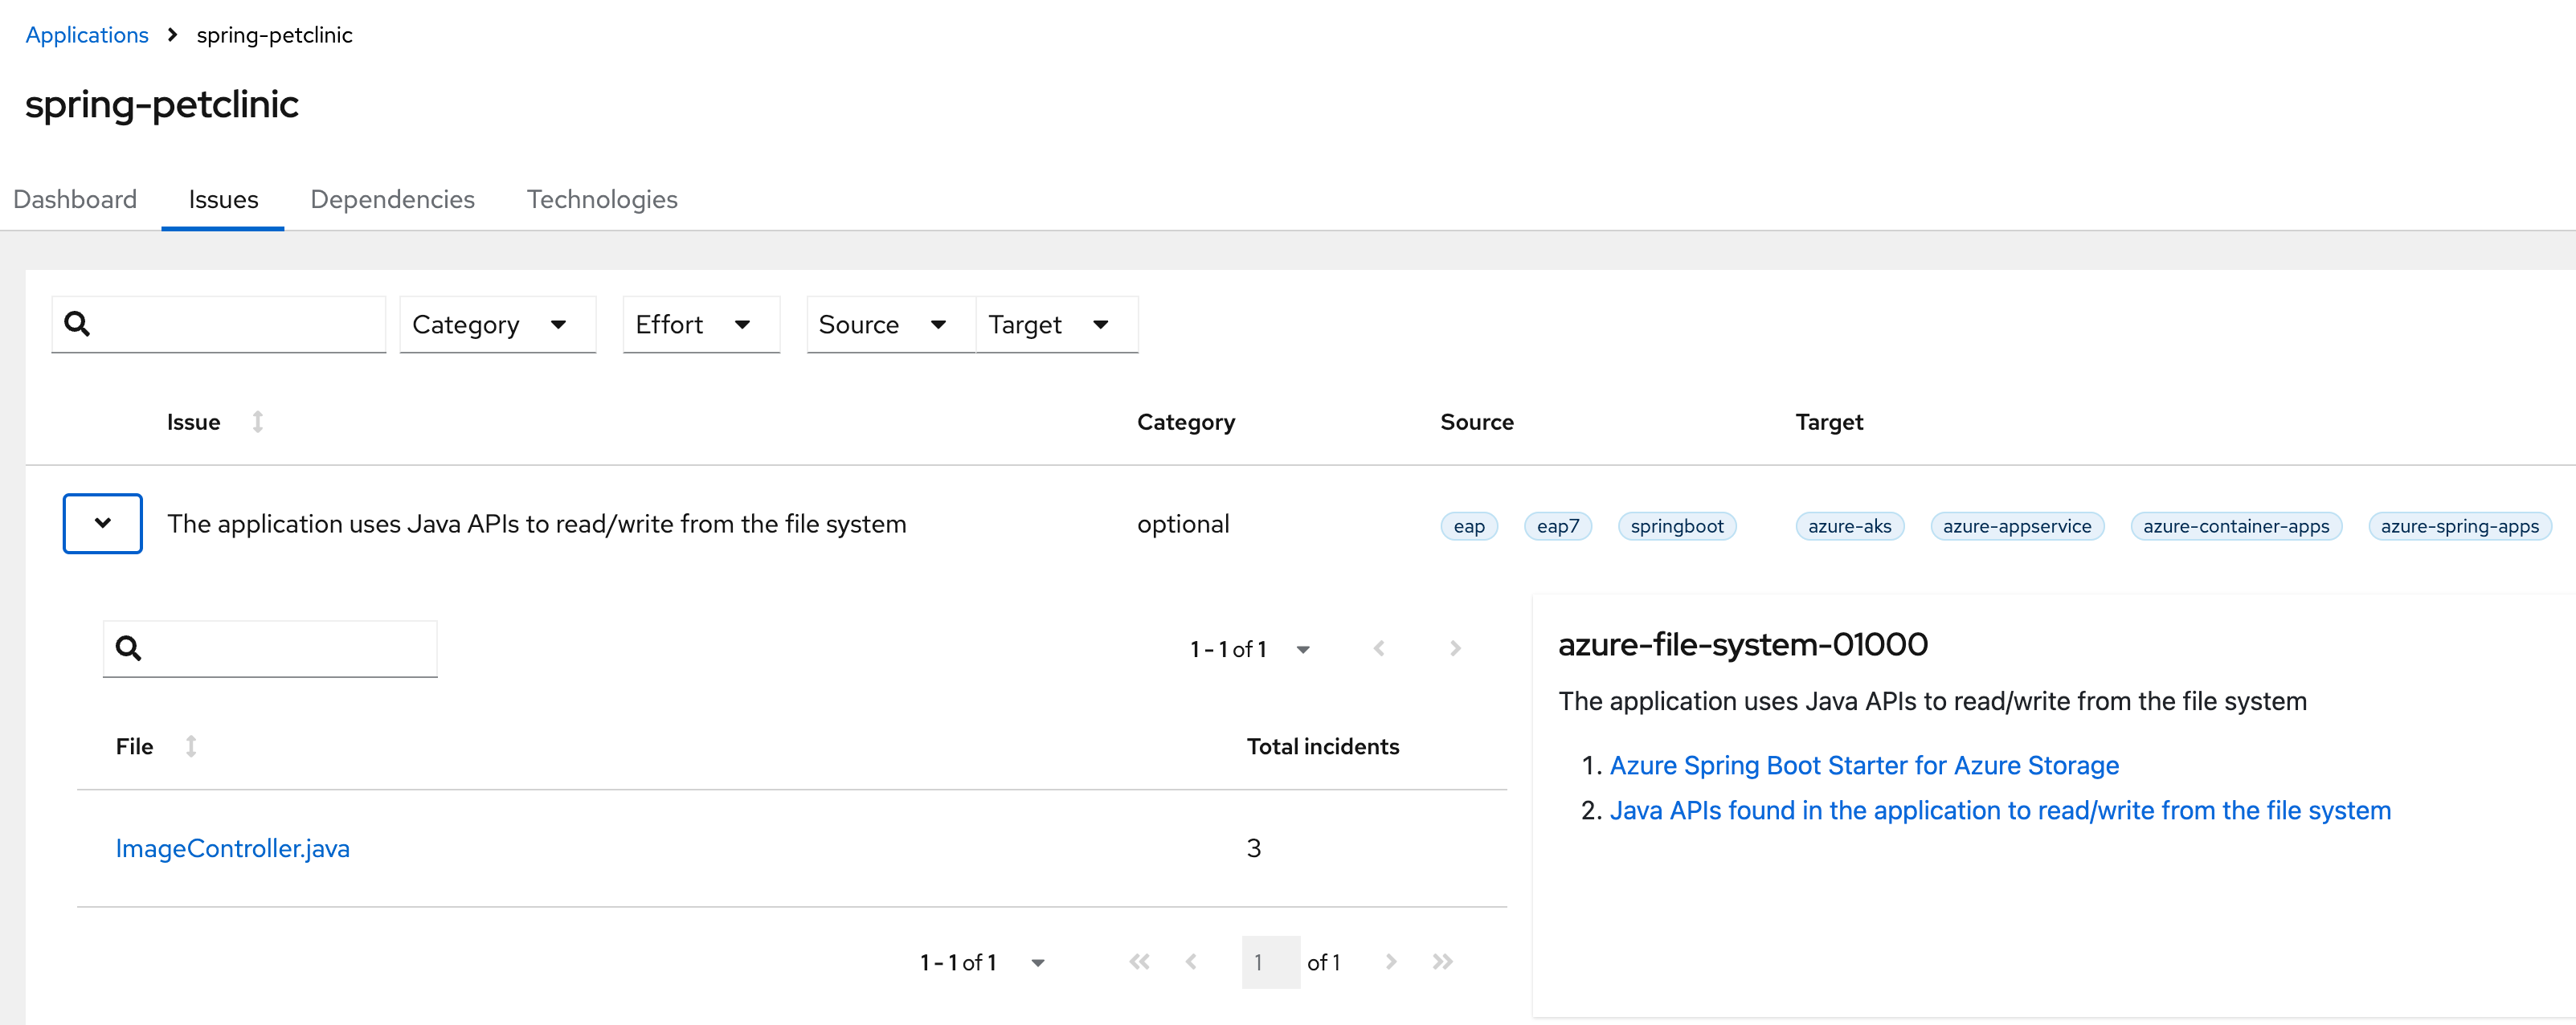 Applications > spring-petclinic
spring-petclinic
Dashboard Issues Dependencies Technologies
Category Effort Source Target
Issue Category Source Target
The application uses Java APIs to read/write from the file system optional eap eap7 springboot azure-aks azure-appservice azure-container-apps azure-spring-apps
1 - 1 of 1
File Total incidents
ImageController.java 3
1 - 1 of 1 1 of 1
azure-file-system-01000
The application uses Java APIs to read/write from the file system
1. Azure Spring Boot Starter for Azure Storage
2. Java APIs found in the application to read/write from the file system